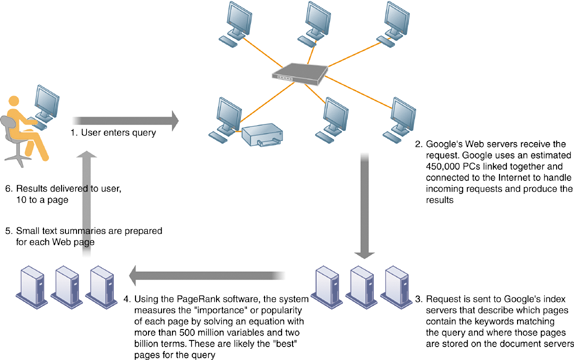 1. User enters query
2. Google's Web servers receive the
request. Google uses an estimated
450,000 PCs linked together and
connected to the Internet to handle
incoming requests and produce the
results
3. Request is sent to Google's index
servers that describe which pages
contain the keywords matching
the query and where those pages
are stored on the document servers
4. Using the PageRank software, the system
measures the "importance" or popularity
of each page by solving an equation with
more than 500 million variables and two
billion terms. These are likely the "best"
pages for the query
5. Small text summaries are prepared
for each Web page
6. Results delivered to user,
10 to a page